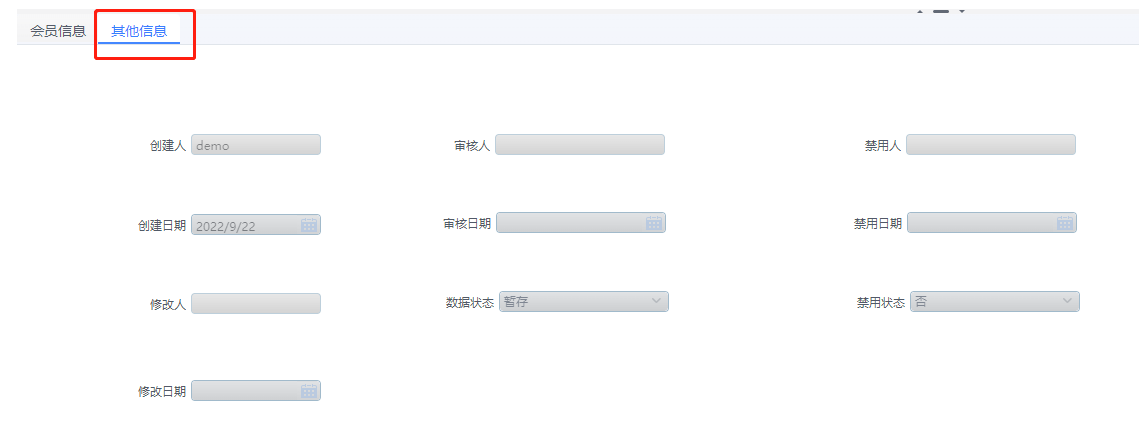 会员信息 其他信息
创建人 demo 审核人 禁用人
创建日期 2022/9/22 审核日期 禁用日期
修改人 数据状态 暂存 禁用状态 否
修改日期